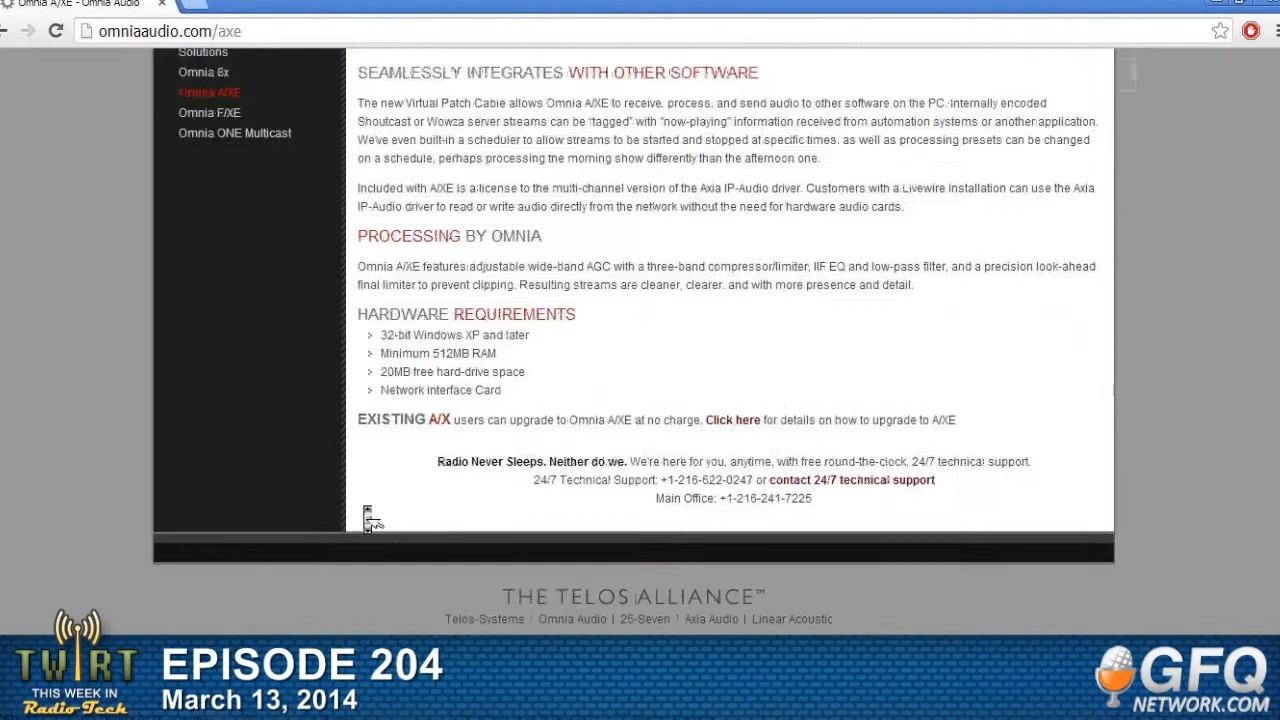 Omnia A/XE - Omnia Audio
omniaaudio.com/axe
Solutions
Omnia 8x
Omnia A/XE
Omnia F/XE
Omnia ONE Multicast
SEAMLESSLY INTEGRATES WITH OTHER SOFTWARE
The new Virtual Patch Cable allows Omnia A/XE to receive, process, and send audio to other software on the PC. Internally encoded
Shoutcast or Wowza server streams can be "tagged" with "now-playing" information received from automation systems or another application.
We've even built-in a scheduler to allow streams to be started and stopped at specific times, as well as processing presets can be changed
on a schedule, perhaps processing the morning show differently than the afternoon one.
Included with A/XE is a license to the multi-channel version of the Axia IP-Audio driver. Customers with a Livewire installation can use the Axia
IP-Audio driver to read or write audio directly from the network without the need for hardware audio cards.
PROCESSING BY OMNIA
Omnia A/XE features adjustable wide-band AGC with a three-band compressor/limiter, IIF EQ and low-pass filter, and a precision look-ahead
final limiter to prevent clipping. Resulting streams are cleaner, clearer, and with more presence and detail.
HARDWARE REQUIREMENTS
> 32-bit Windows XP and later
> Minimum 512MB RAM
> 20MB free hard-drive space
> Network interface Card
EXISTING A/X users can upgrade to Omnia A/XE at no charge. Click here for details on how to upgrade to A/XE
Radio Never Sleeps. Neither do we. We're here for you, anytime, with free round-the-clock, 24/7 technical support.
24/7 Technical Support: +1-216-622-0247 or contact 24/7 technical support
Main Office: +1-216-241-7225
THE TELOS ALLIANCE™
Telos-Systems | Omnia Audio | 25-Seven | Axia Audio | Linear Acoustic
TWIRT
THIS WEEK IN
Radio Tech
EPISODE 204
March 13, 2014
GFQ
NETWORK.COM